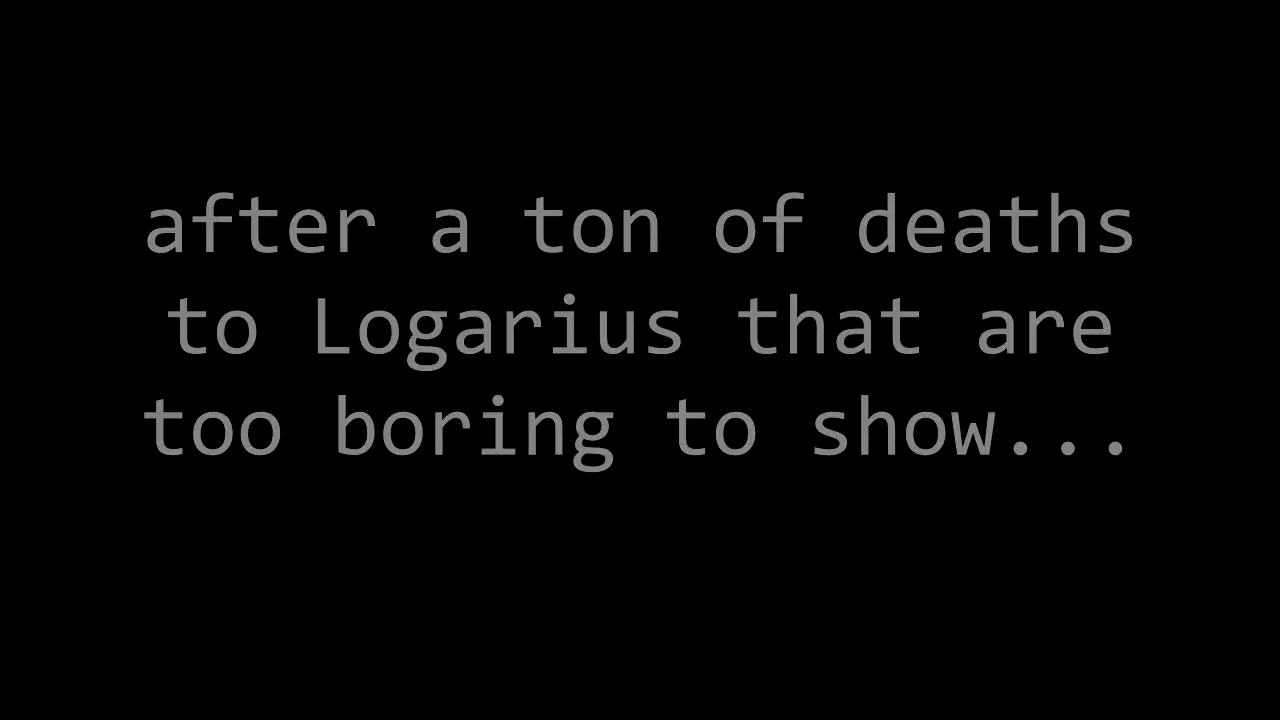 after a ton of deaths
to Logarius that are
too boring to show...